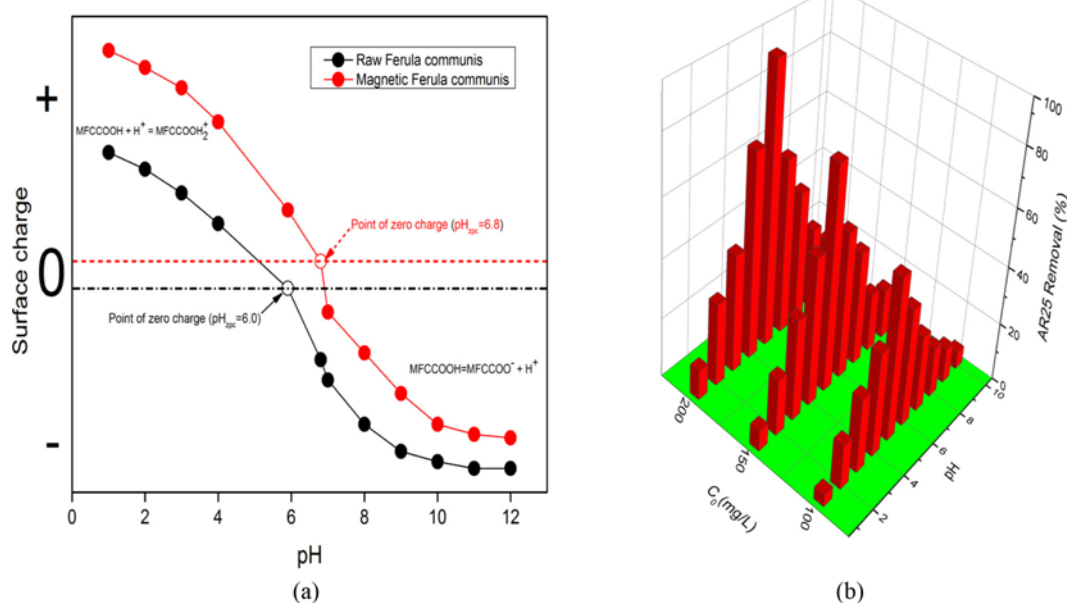 Raw Ferula communis
Magnetic Ferula communis
+
MFCCOOH + H⁺ = MFCCOOH₂⁺
Point of zero charge (pH_zpc=6.8)
0
Surface charge
Point of zero charge (pH_zpc=6.0)
MFCCOOH=MFCCOO⁻ + H⁺
-
0 2 4 6 8 10 12
pH
(a)
100
80
60
40
20
0
AR25 Removal (%)
10
8
6
4
2
pH
200
150
100
C₀(mg/L)
(b)